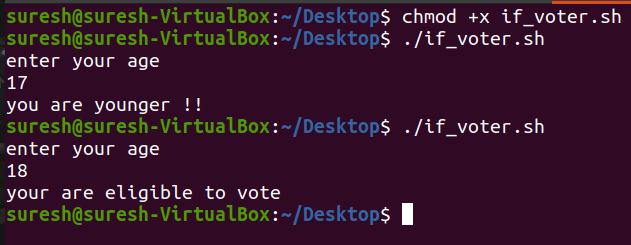 suresh@suresh-VirtualBox:~/Desktop$ chmod +x if_voter.sh
suresh@suresh-VirtualBox:~/Desktop$ ./if_voter.sh
enter your age
17
you are younger !!
suresh@suresh-VirtualBox:~/Desktop$ ./if_voter.sh
enter your age
18
your are eligible to vote
suresh@suresh-VirtualBox:~/Desktop$